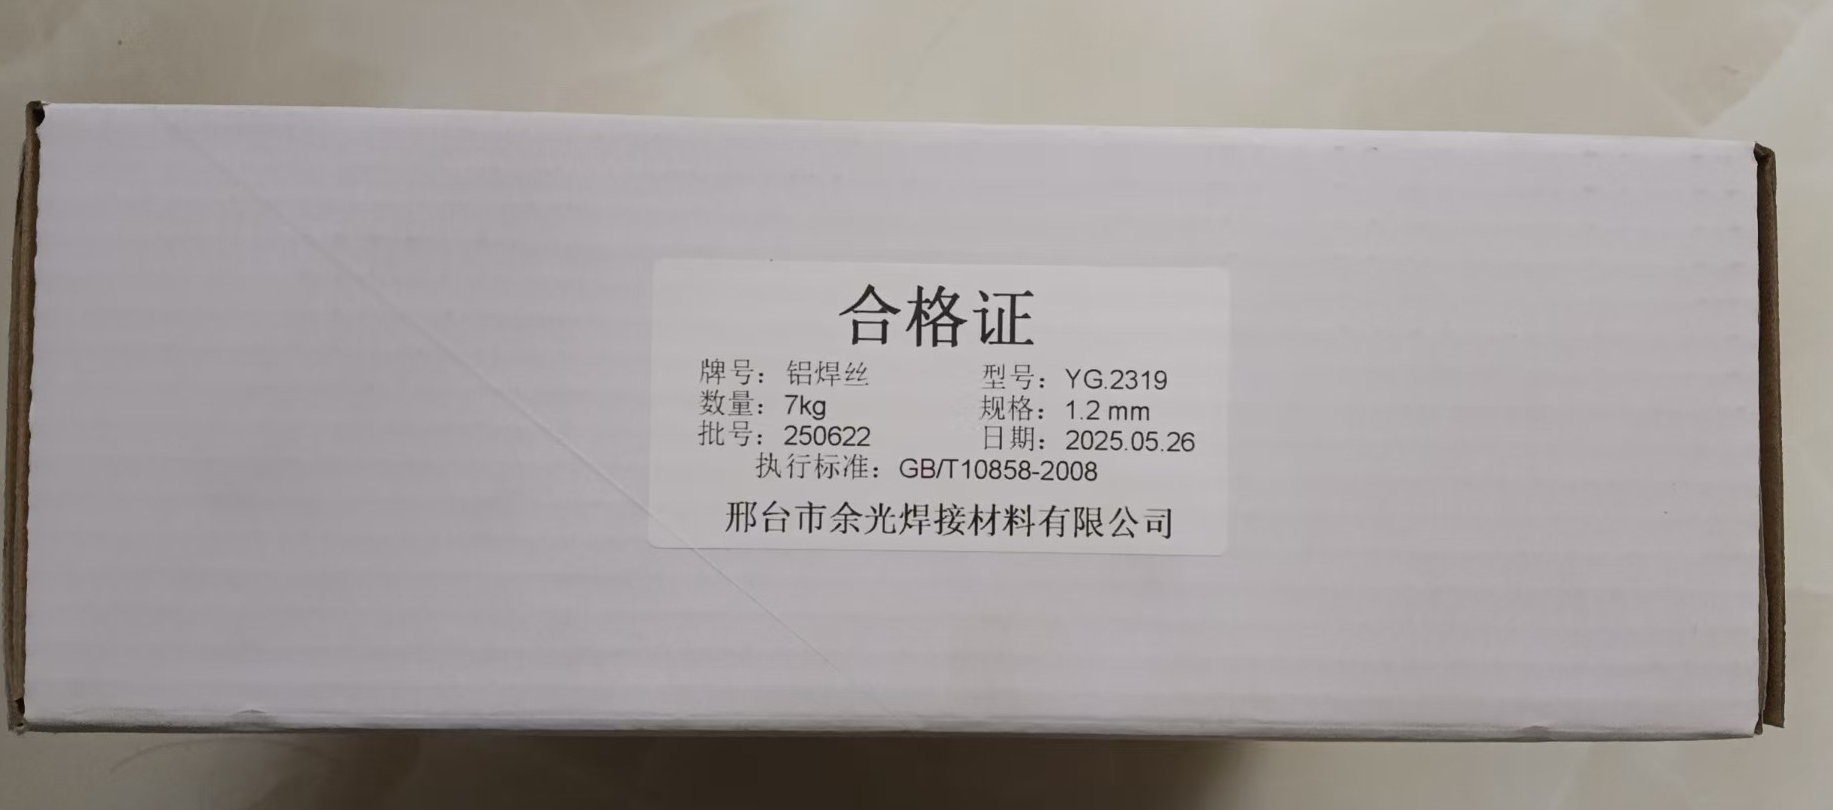 合格证
牌号：铝焊丝 型号：YG.2319
数量：7kg 规格：1.2 mm
批号：250622 日期：2025.05.26
执行标准：GB/T10858-2008
邢台市余光焊接材料有限公司